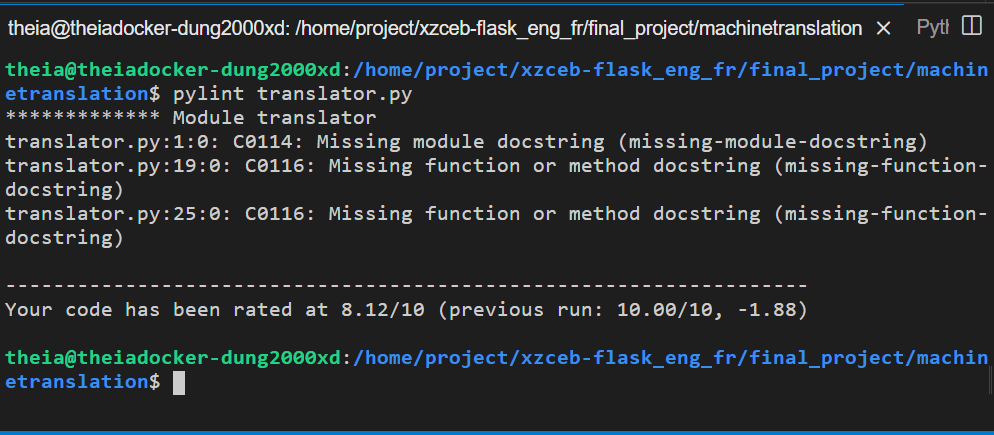 theia@theiadocker-dung2000xd: /home/project/xzceb-flask_eng_fr/final_project/machinetranslation × Pyth
theia@theiadocker-dung2000xd:/home/project/xzceb-flask_eng_fr/final_project/machin
etranslation$ pylint translator.py
************* Module translator
translator.py:1:0: C0114: Missing module docstring (missing-module-docstring)
translator.py:19:0: C0116: Missing function or method docstring (missing-function-
docstring)
translator.py:25:0: C0116: Missing function or method docstring (missing-function-
docstring)

-------------------------------------------------------------------
Your code has been rated at 8.12/10 (previous run: 10.00/10, -1.88)

theia@theiadocker-dung2000xd:/home/project/xzceb-flask_eng_fr/final_project/machin
etranslation$